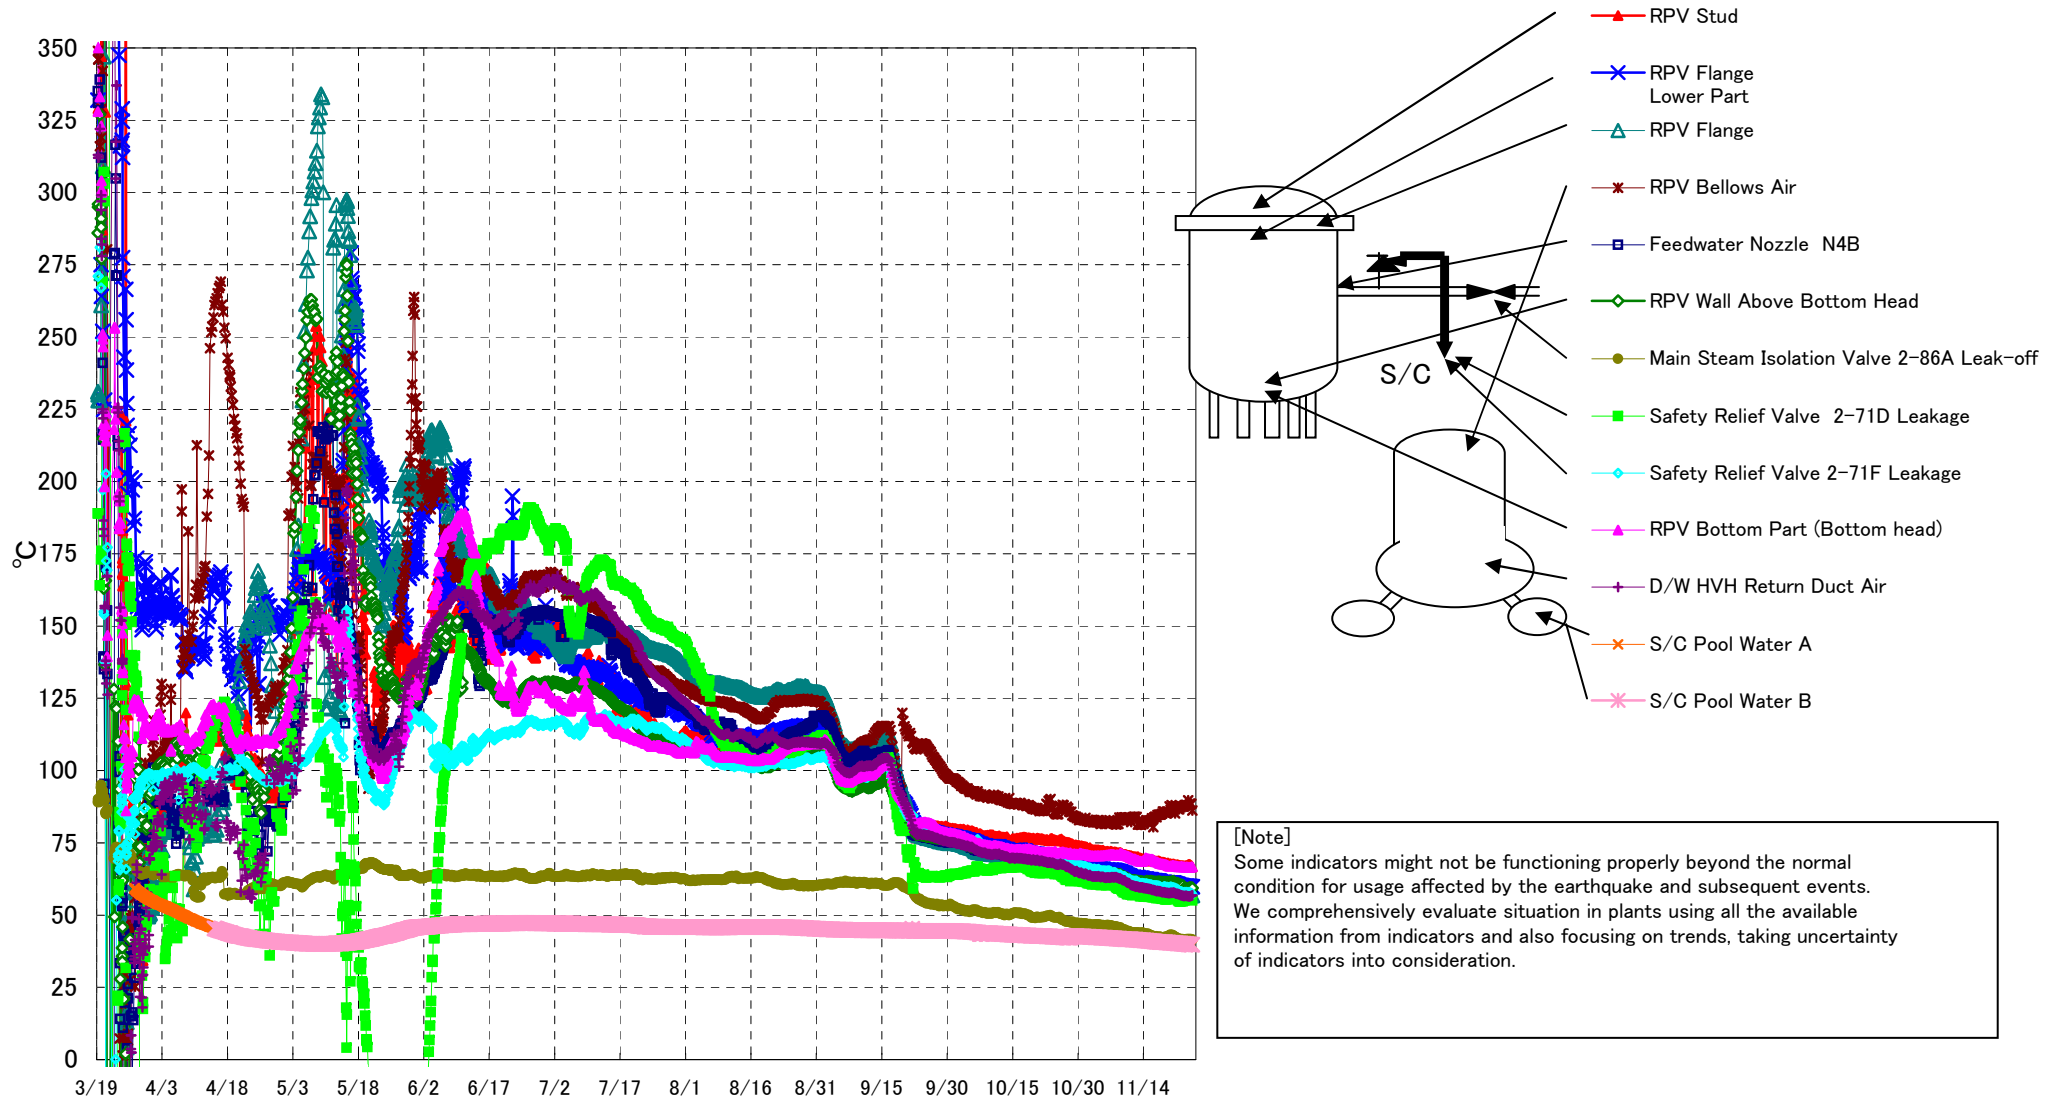 350
325
300
275
250
225
200
175
150
125
100
75
50
25
0
℃
3/19 4/3 4/18 5/3 5/18 6/2 6/17 7/2 7/17 8/1 8/16 8/31 9/15 9/30 10/15 10/30 11/14
RPV Stud
RPV Flange
Lower Part
RPV Flange
RPV Bellows Air
Feedwater Nozzle N4B
RPV Wall Above Bottom Head
Main Steam Isolation Valve 2-86A Leak-off
Safety Relief Valve 2-71D Leakage
Safety Relief Valve 2-71F Leakage
RPV Bottom Part (Bottom head)
D/W HVH Return Duct Air
S/C Pool Water A
S/C Pool Water B
S/C
[Note]
Some indicators might not be functioning properly beyond the normal
condition for usage affected by the earthquake and subsequent events.
We comprehensively evaluate situation in plants using all the available
information from indicators and also focusing on trends, taking uncertainty
of indicators into consideration.